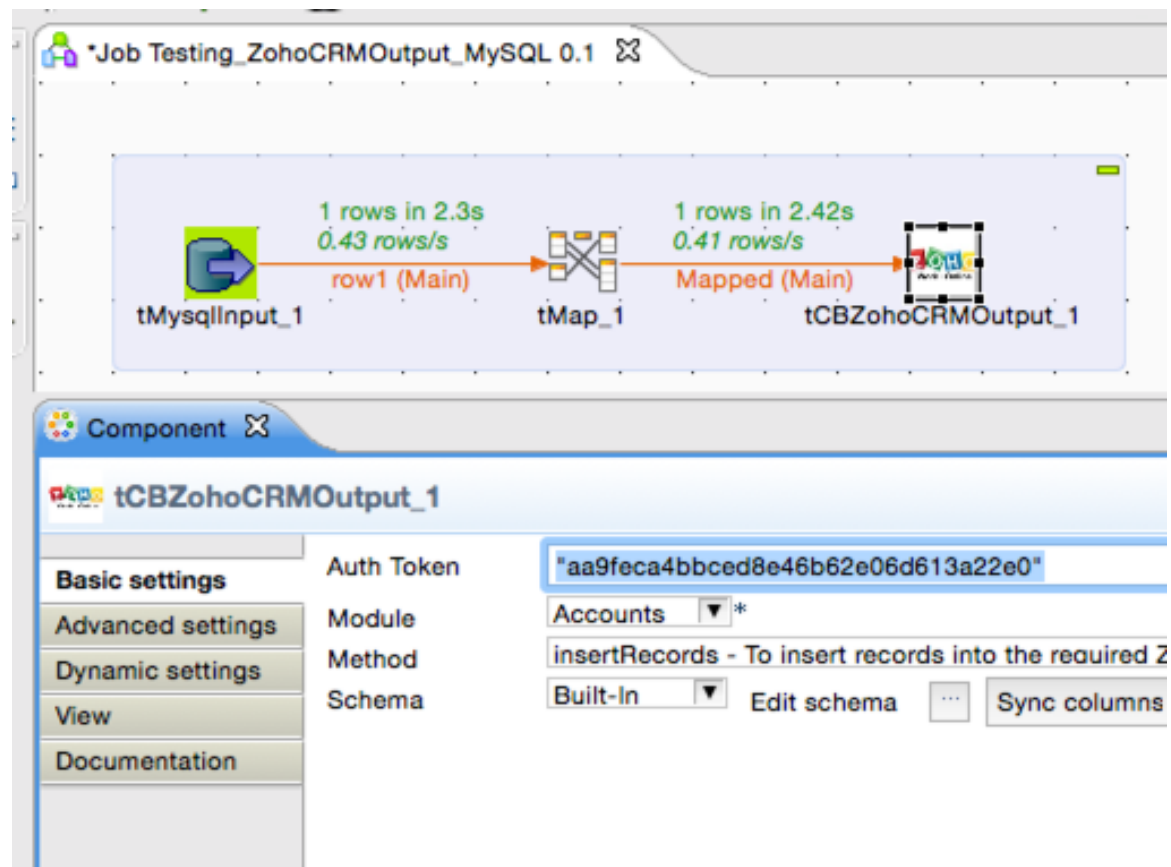 *Job Testing_ZohoCRMOutput_MySQL 0.1
1 rows in 2.3s
0.43 rows/s
row1 (Main)
1 rows in 2.42s
0.41 rows/s
Mapped (Main)
tMysqlInput_1
tMap_1
tCBZohoCRMOutput_1
Component
tCBZohoCRMOutput_1
Basic settings
Advanced settings
Dynamic settings
View
Documentation
Auth Token "aa9feca4bbced8e46b62e06d613a22e0"
Module Accounts *
Method insertRecords - To insert records into the required Z
Schema Built-In Edit schema ... Sync columns